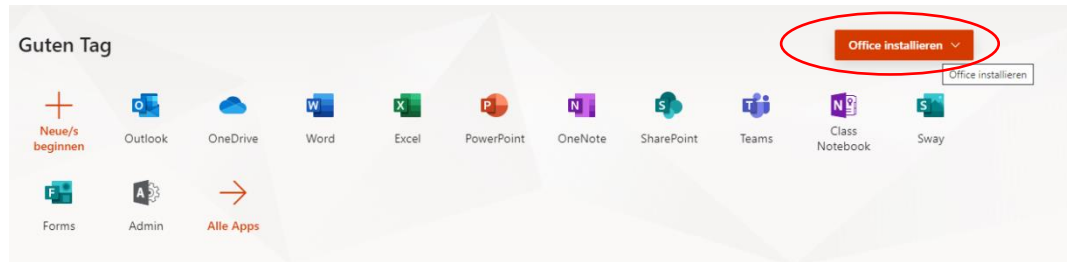 Guten Tag
Office installieren
Office installieren
Neue/s
beginnen
Outlook
OneDrive
Word
Excel
PowerPoint
OneNote
SharePoint
Teams
Class
Notebook
Sway
Forms
Admin
Alle Apps